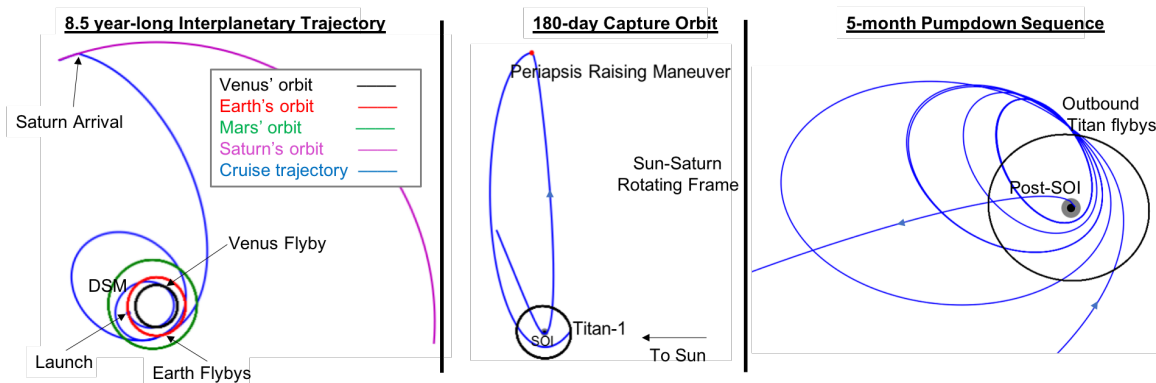 8.5 year-long Interplanetary Trajectory
Saturn Arrival
Venus’ orbit
Earth’s orbit
Mars’ orbit
Saturn’s orbit
Cruise trajectory
Venus Flyby
DSM
Launch
Earth Flybys
180-day Capture Orbit
Periapsis Raising Maneuver
Sun-Saturn
Rotating Frame
Titan-1
SOI
To Sun
5-month Pumpdown Sequence
Outbound
Titan flybys
Post-SOI